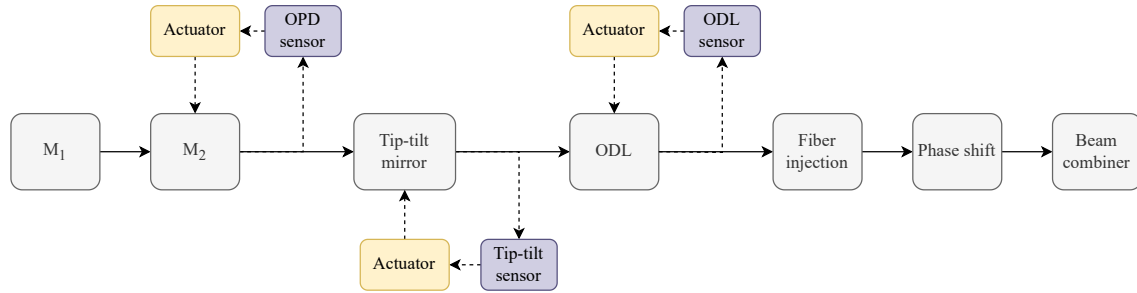 Actuator
OPD
sensor
Actuator
ODL
sensor
M₁
M₂
Tip-tilt
mirror
ODL
Fiber
injection
Phase shift
Beam
combiner
Actuator
Tip-tilt
sensor